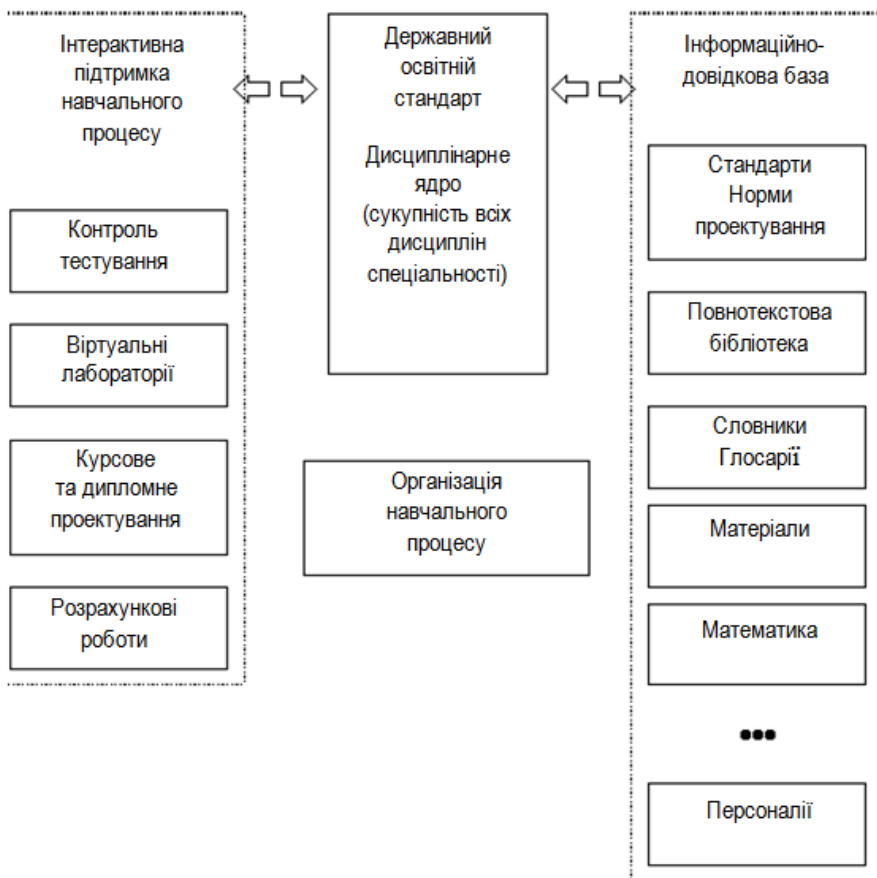 Інтерактивна
підтримка
навчального
процесу
Контроль
тестування
Віртуальні
лабораторії
Курсове
та дипломне
проектування
Розрахункові
роботи
Державний
освітній
стандарт
Дисциплінарне
ядро
(сукупність всіх
дисциплін
спеціальності)
Організація
навчального
процесу
Інформаційно-
довідкова база
Стандарти
Норми
проектування
Повнотекстова
бібліотека
Словники
Глосарії
Матеріали
Математика
•••
Персоналії